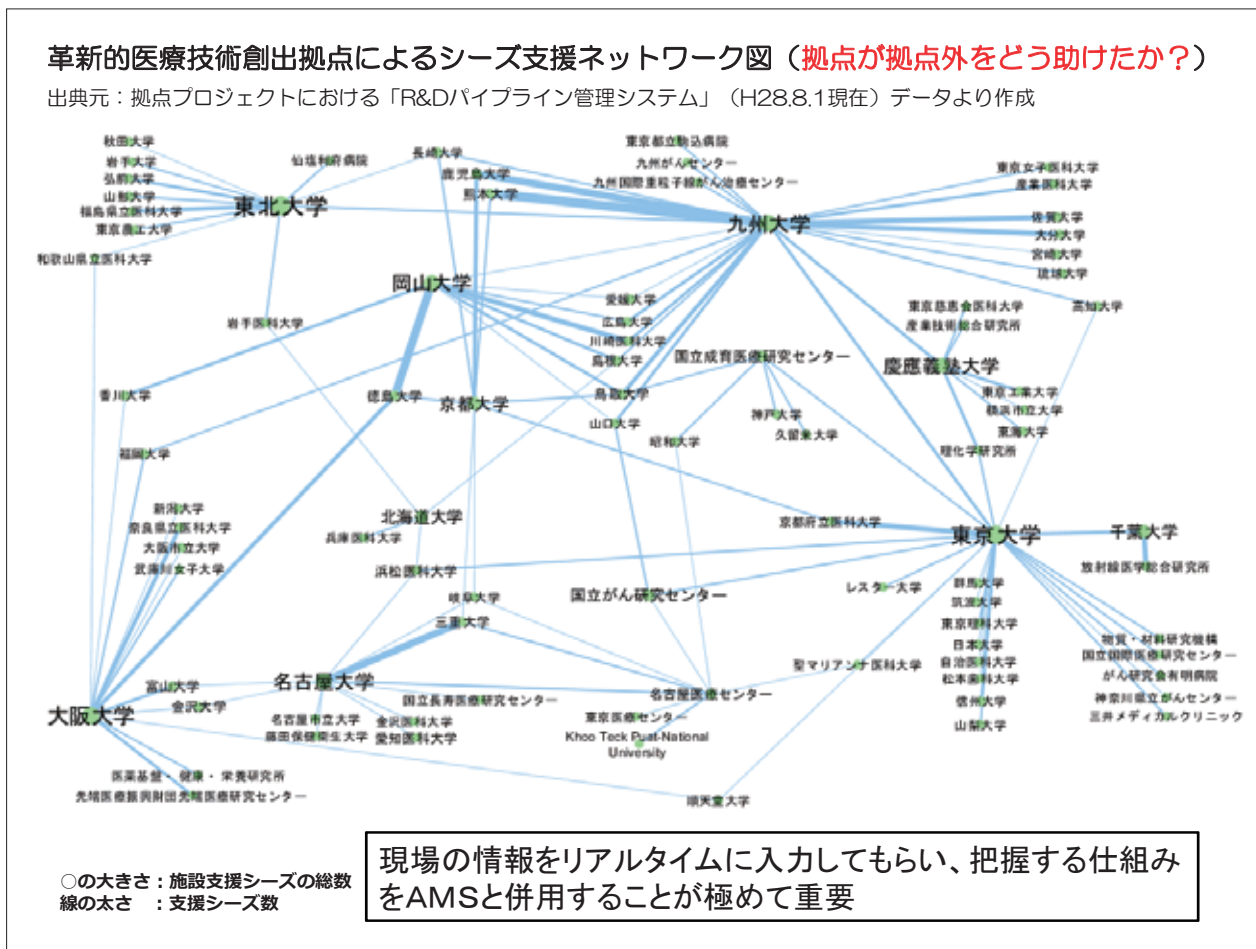 革新的医療技術創出拠点によるシーズ支援ネットワーク図（拠点が拠点外をどう助けたか？）
出典元：拠点プロジェクトにおける「R&Dパイプライン管理システム」（H28.8.1現在）データより作成
秋田大学
岩手大学
弘前大学
山形大学
福島県立医科大学
東京農工大学
和歌山県立医科大学
仙塩利府病院
東北大学
長崎大学
鹿児島大学
熊本大学
東京都立駒込病院
九州がんセンター
九州国際重粒子線がん治療センター
九州大学
東京女子医科大学
産業医科大学
佐賀大学
大分大学
宮崎大学
琉球大学
高知大学
岡山大学
岩手医科大学
愛媛大学
広島大学
川崎医科大学
島根大学
鳥取大学
山口大学
国立成育医療研究センター
東京慈恵会医科大学
産業技術総合研究所
慶應義塾大学
東京工業大学
横浜市立大学
東海大学
理化学研究所
香川大学
徳島大学
京都大学
神戸大学
久留米大学
昭和大学
福岡大学
新潟大学
奈良県立医科大学
大阪市立大学
武庫川女子大学
北海道大学
兵庫医科大学
浜松医科大学
京都府立医科大学
東京大学
千葉大学
放射線医学総合研究所
岐阜大学
三重大学
国立がん研究センター
レスター大学
群馬大学
筑波大学
東京理科大学
日本大学
自治医科大学
松本歯科大学
信州大学
山梨大学
物質・材料研究機構
国立国際医療研究センター
がん研究会有明病院
神奈川県立がんセンター
三井メディカルクリニック
聖マリアンナ医科大学
富山大学
金沢大学
大阪大学
名古屋大学
国立長寿医療研究センター
名古屋医療センター
名古屋市立大学
藤田保健衛生大学
金沢医科大学
愛知医科大学
東京医療センター
Khoo Teck Puat-National
University
医薬基盤・健康・栄養研究所
先端医療振興財団先端医療研究センター
順天堂大学
○の大きさ：施設支援シーズの総数
線の太さ　：支援シーズ数
現場の情報をリアルタイムに入力してもらい、把握する仕組み
をAMSと併用することが極めて重要